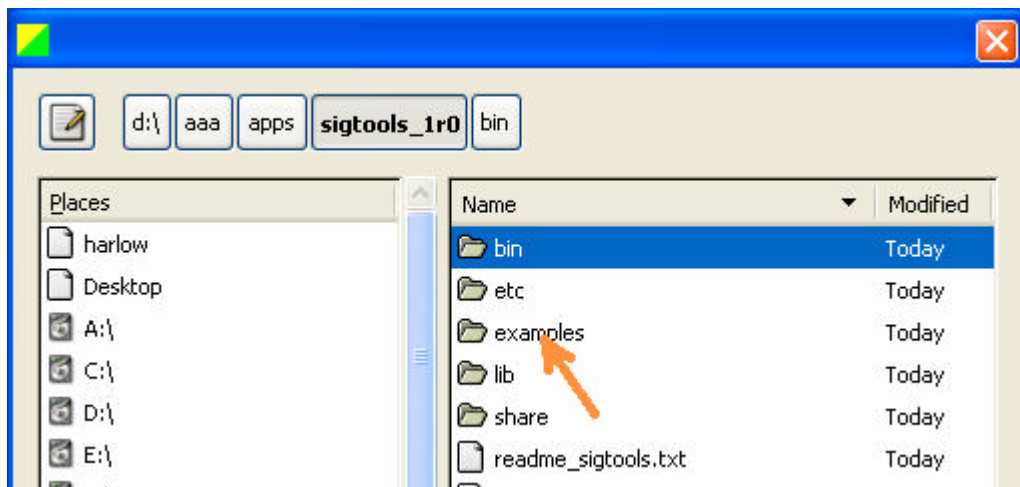 d:\ aaa apps sigtools_1r0 bin
Places
harlow
Desktop
A:\
C:\
D:\
E:\
Name Modified
bin Today
etc Today
examples Today
lib Today
share Today
readme_sigtools.txt Today